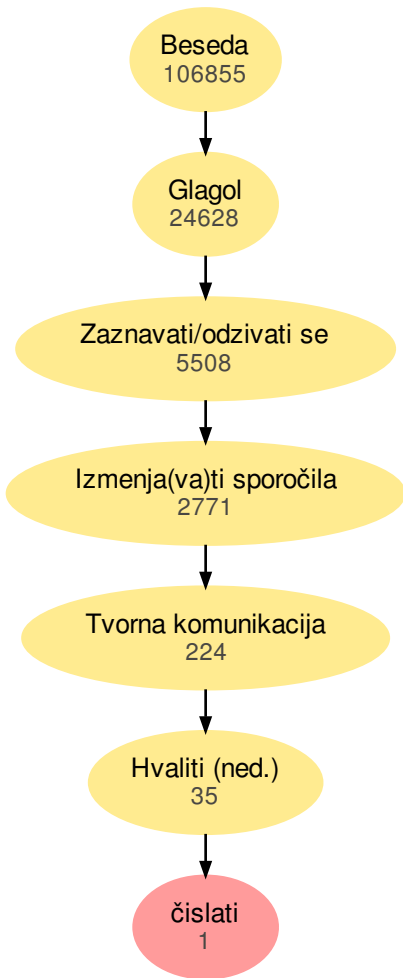 Beseda
106855
Glagol
24628
Zaznavati/odzivati se
5508
Izmenja(va)ti sporočila
2771
Tvorna komunikacija
224
Hvaliti (ned.)
35
čislati
1